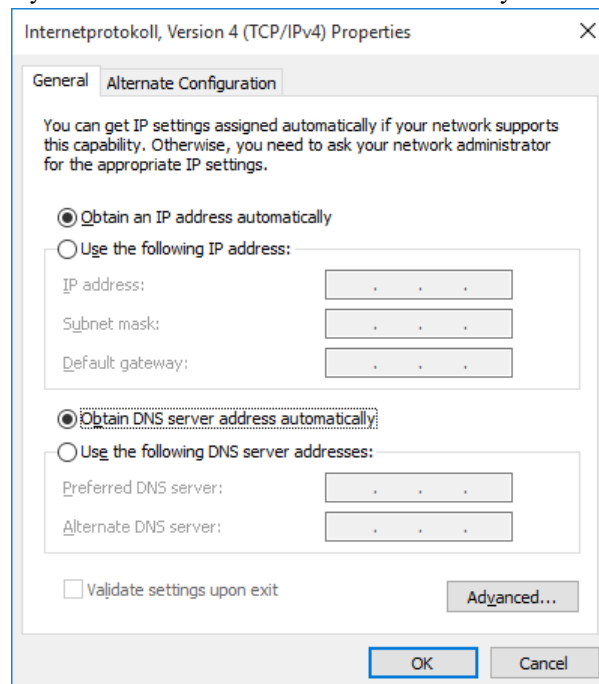 Internetprotokoll, Version 4 (TCP/IPv4) Properties
General
Alternate Configuration
You can get IP settings assigned automatically if your network supports
this capability. Otherwise, you need to ask your network administrator
for the appropriate IP settings.
Obtain an IP address automatically
Use the following IP address:
IP address:
Subnet mask:
Default gateway:
Obtain DNS server address automatically
Use the following DNS server addresses:
Preferred DNS server:
Alternate DNS server:
Validate settings upon exit
Advanced...
OK
Cancel